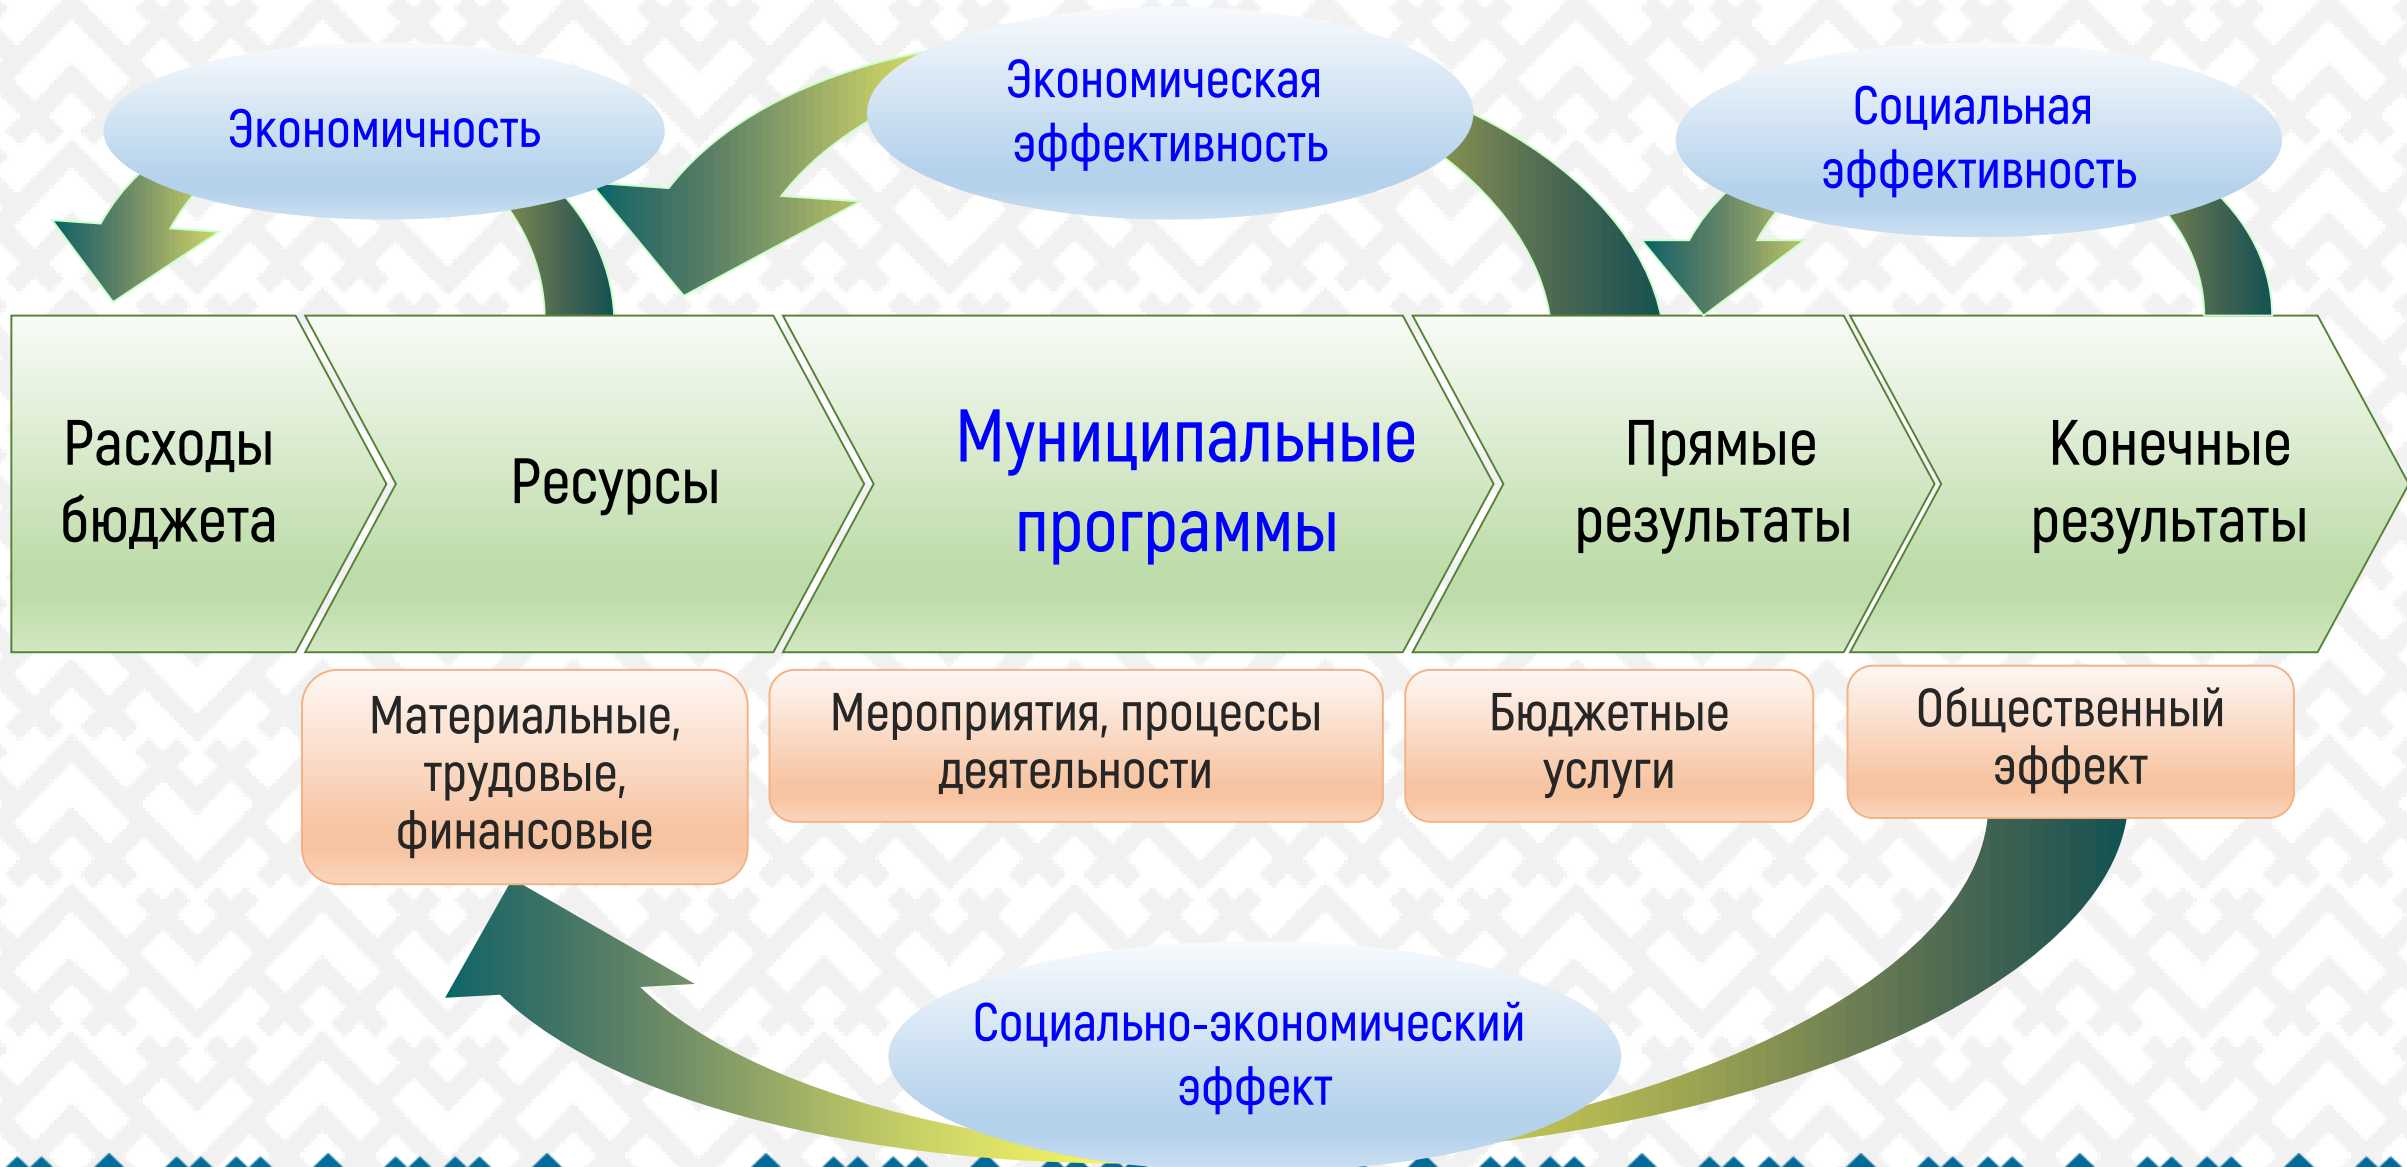 Экономичность
Экономическая
эффективность
Социальная
эффективность
Расходы
бюджета
Ресурсы
Муниципальные
программы
Прямые
результаты
Конечные
результаты
Материальные,
трудовые,
финансовые
Мероприятия, процессы
деятельности
Бюджетные
услуги
Общественный
эффект
Социально-экономический
эффект